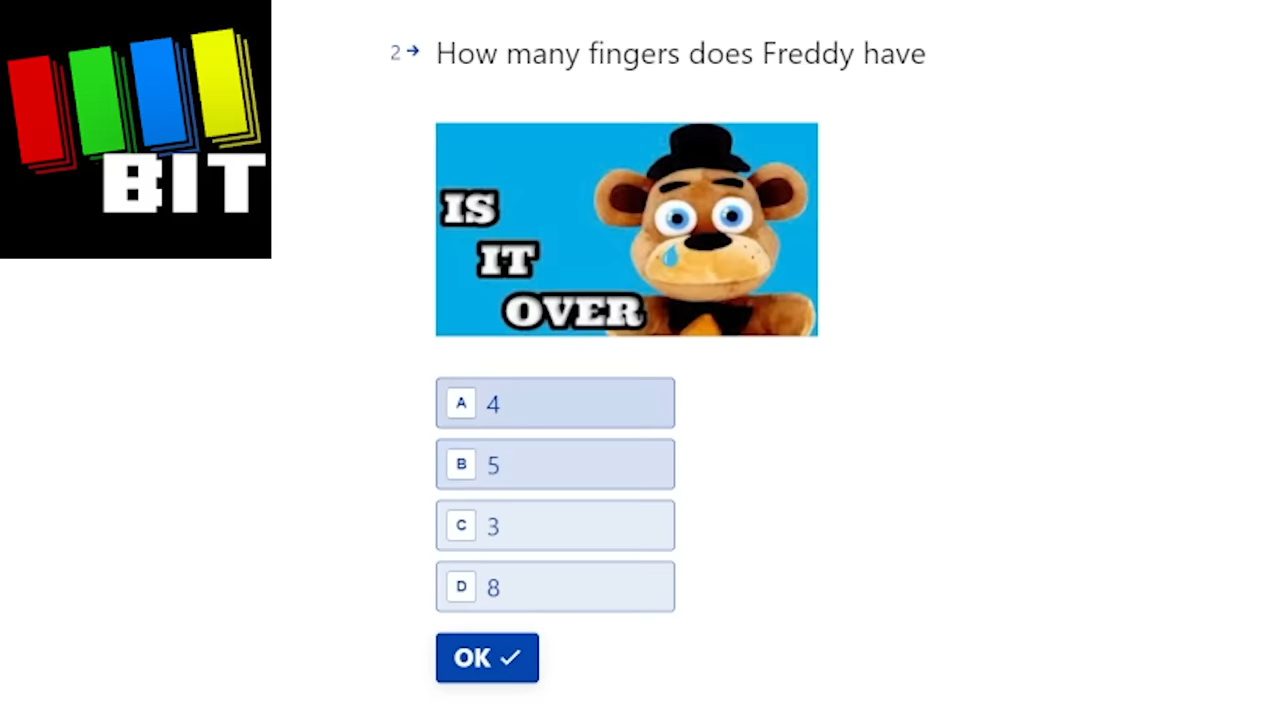 BIT
2→ How many fingers does Freddy have
IS
IT
OVER
A 4
B 5
C 3
D 8
OK ✓